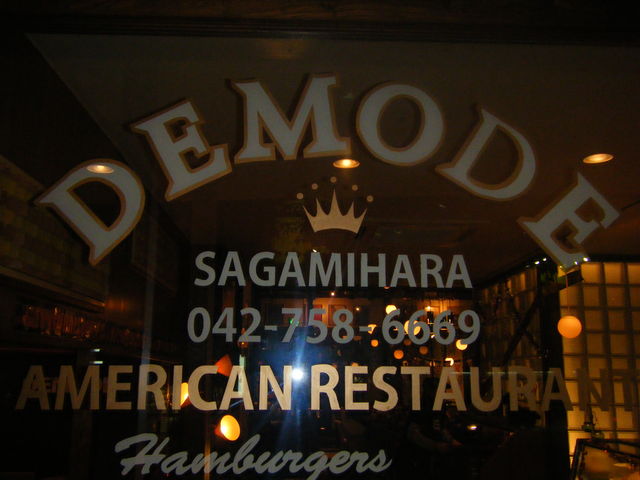 DEMODE
SAGAMIHARA
042-758-6669
AMERICAN RESTAURANT
Hamburgers